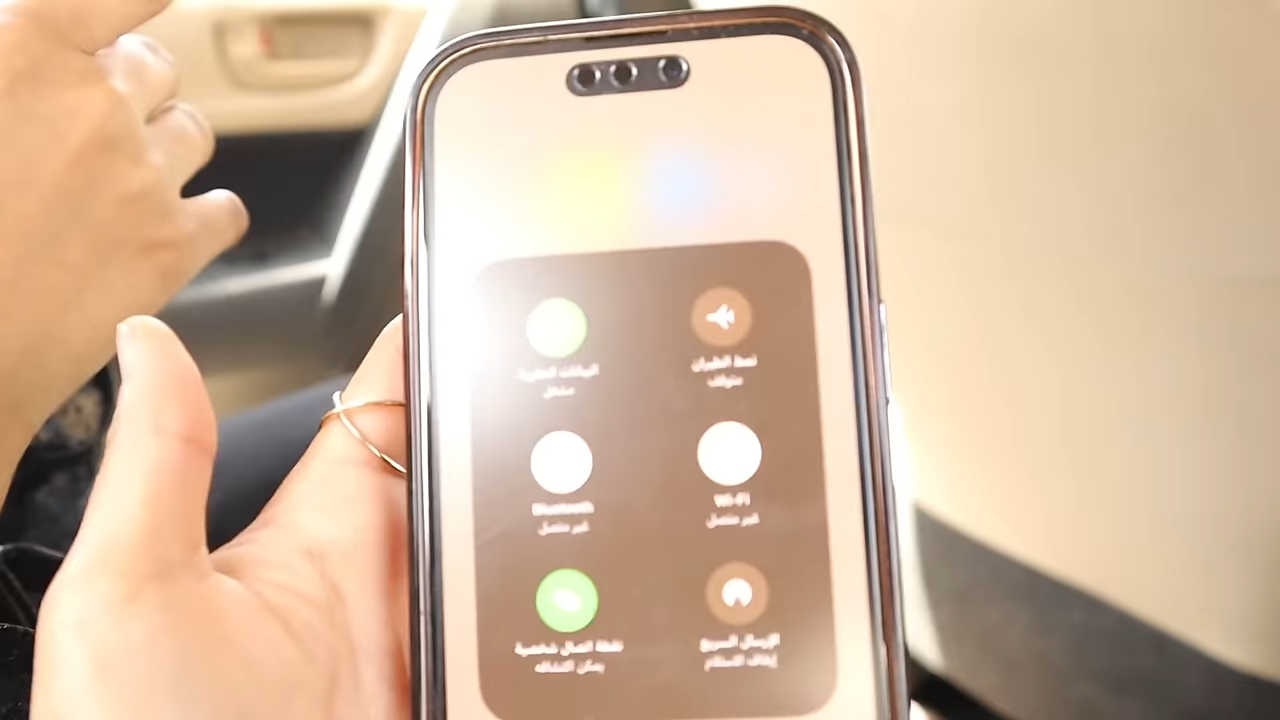 نمط الطيران
متوقف
البيانات الخلوية
مشغل
Wi-Fi
غير متصل
Bluetooth
غير متصل
الإرسال السريع
إيقاف الاستلام
نقطة اتصال شخصية
يمكن اكتشافه